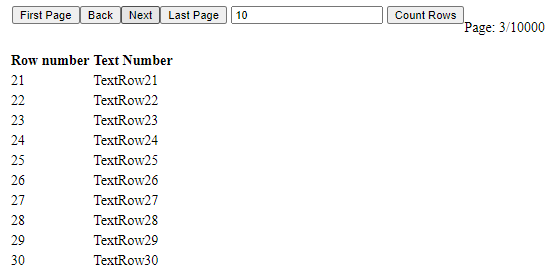 First Page Back Next Last Page 10 Count Rows Page: 3/10000
Row number Text Number
21 TextRow21
22 TextRow22
23 TextRow23
24 TextRow24
25 TextRow25
26 TextRow26
27 TextRow27
28 TextRow28
29 TextRow29
30 TextRow30